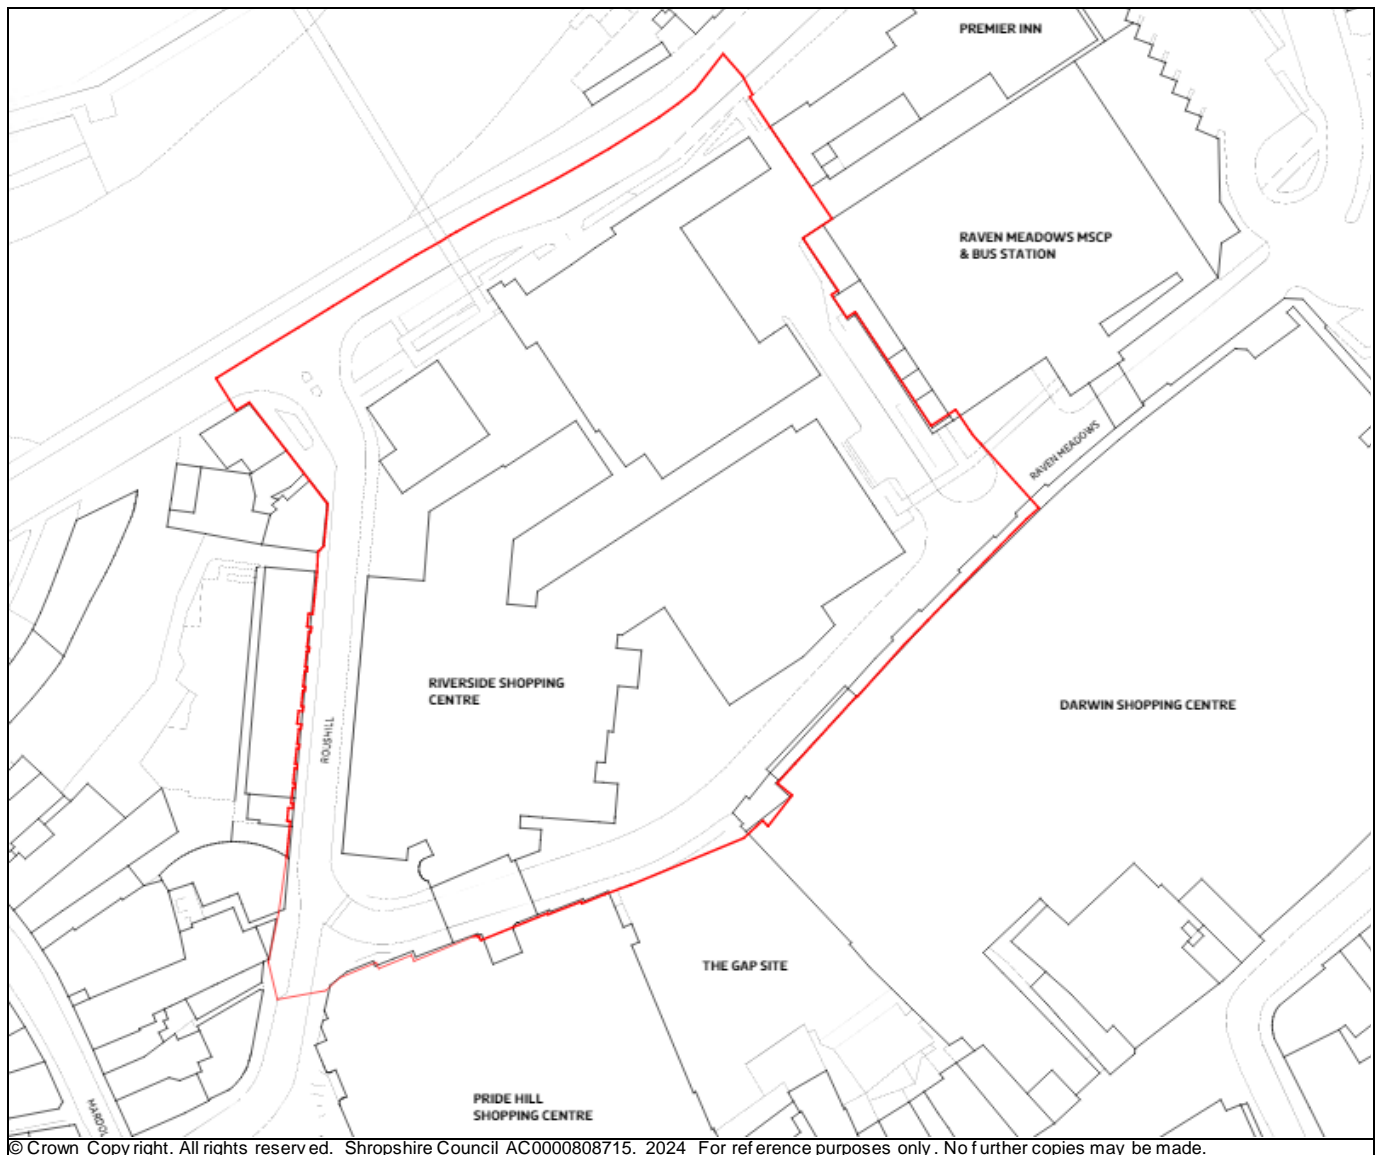 PREMIER INN
RAVEN MEADOWS MSCP
& BUS STATION
RAVEN MEADOWS
RIVERSIDE SHOPPING
CENTRE
DARWIN SHOPPING CENTRE
ROUSHILL
THE GAP SITE
PRIDE HILL
SHOPPING CENTRE
MARDOL
© Crown Copyright. All rights reserved. Shropshire Council AC0000808715. 2024 For reference purposes only. No further copies may be made.